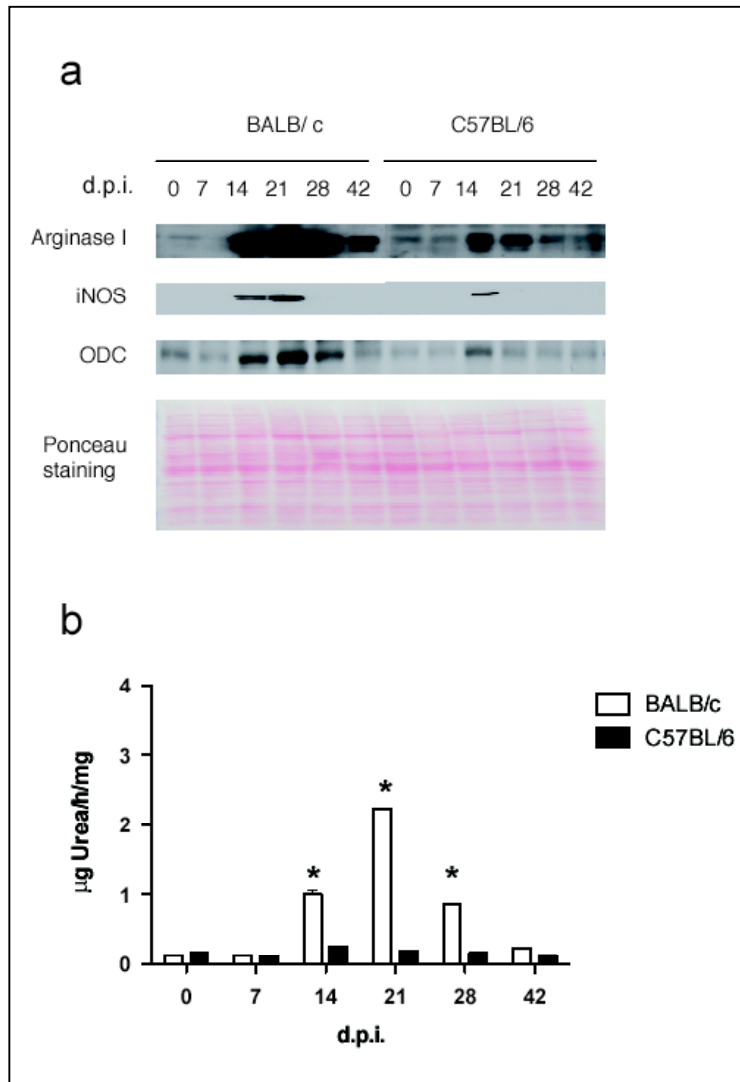 a
BALB/ c C57BL/6
d.p.i. 0 7 14 21 28 42 0 7 14 21 28 42
Arginase I
iNOS
ODC
Ponceau
staining
b
4
3
2
1
0
µg Urea/h/mg
* * *
BALB/c
C57BL/6
0 7 14 21 28 42
d.p.i.